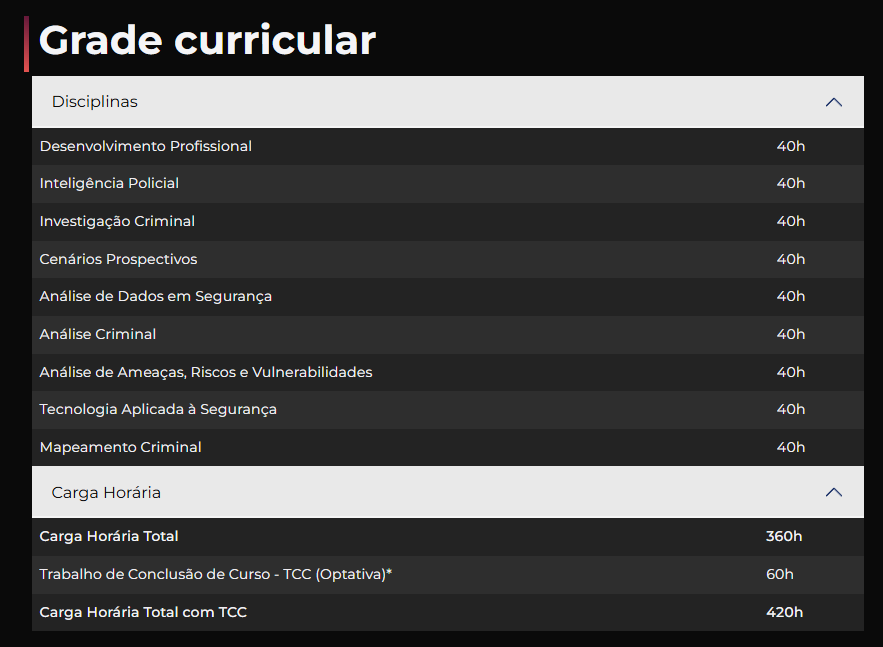 Grade curricular
Disciplinas
Desenvolvimento Profissional 40h
Inteligência Policial 40h
Investigação Criminal 40h
Cenários Prospectivos 40h
Análise de Dados em Segurança 40h
Análise Criminal 40h
Análise de Ameaças, Riscos e Vulnerabilidades 40h
Tecnologia Aplicada à Segurança 40h
Mapeamento Criminal 40h
Carga Horária
Carga Horária Total 360h
Trabalho de Conclusão de Curso - TCC (Optativa)* 60h
Carga Horária Total com TCC 420h